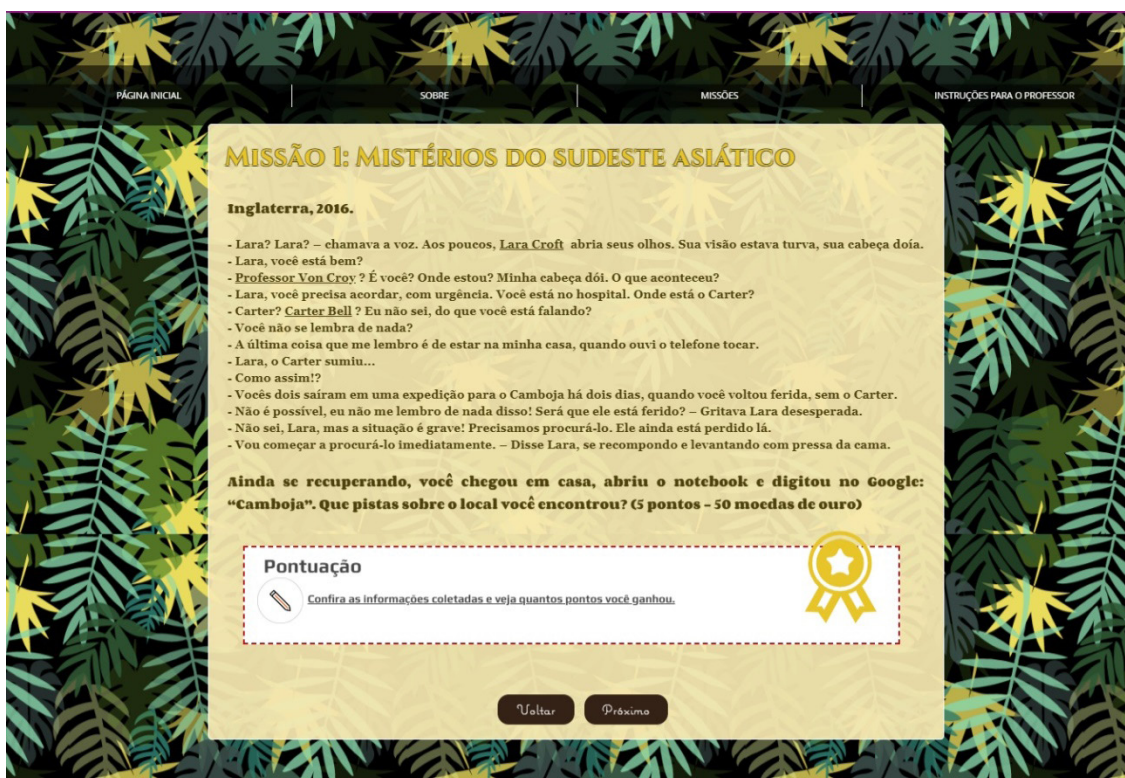 PÁGINA INICIAL
SOBRE
MISSÕES
INSTRUÇÕES PARA O PROFESSOR
MISSÃO 1: MISTÉRIOS DO SUDESTE ASIÁTICO
Inglaterra, 2016.
- Lara? Lara? – chamava a voz. Aos poucos, Lara Croft abria seus olhos. Sua visão estava turva, sua cabeça doía.
- Lara, você está bem?
- Professor Von Croy ? É você? Onde estou? Minha cabeça dói. O que aconteceu?
- Lara, você precisa acordar, com urgência. Você está no hospital. Onde está o Carter?
- Carter? Carter Bell ? Eu não sei, do que você está falando?
- Você não se lembra de nada?
- A última coisa que me lembro é de estar na minha casa, quando ouvi o telefone tocar.
- Lara, o Carter sumiu...
- Como assim!?
- Vocês dois saíram em uma expedição para o Camboja há dois dias, quando você voltou ferida, sem o Carter.
- Não é possível, eu não me lembro de nada disso! Será que ele está ferido? – Gritava Lara desesperada.
- Não sei, Lara, mas a situação é grave! Precisamos procurá-lo. Ele ainda está perdido lá.
- Vou começar a procurá-lo imediatamente. – Disse Lara, se recompondo e levantando com pressa da cama.
Ainda se recuperando, você chegou em casa, abriu o notebook e digitou no Google:
“Camboja”. Que pistas sobre o local você encontrou? (5 pontos – 50 moedas de ouro)
Pontuação
Confira as informações coletadas e veja quantos pontos você ganhou.
Voltar
Próximo